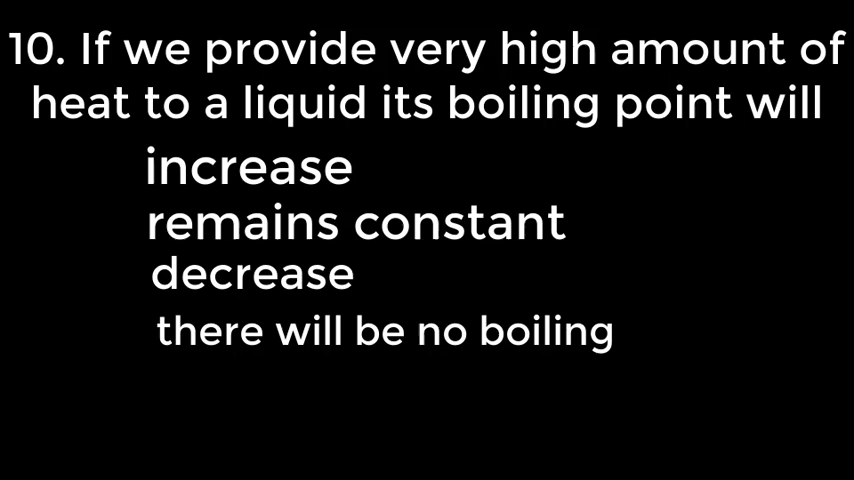 10. If we provide very high amount of
heat to a liquid its boiling point will
increase
remains constant
decrease
there will be no boiling